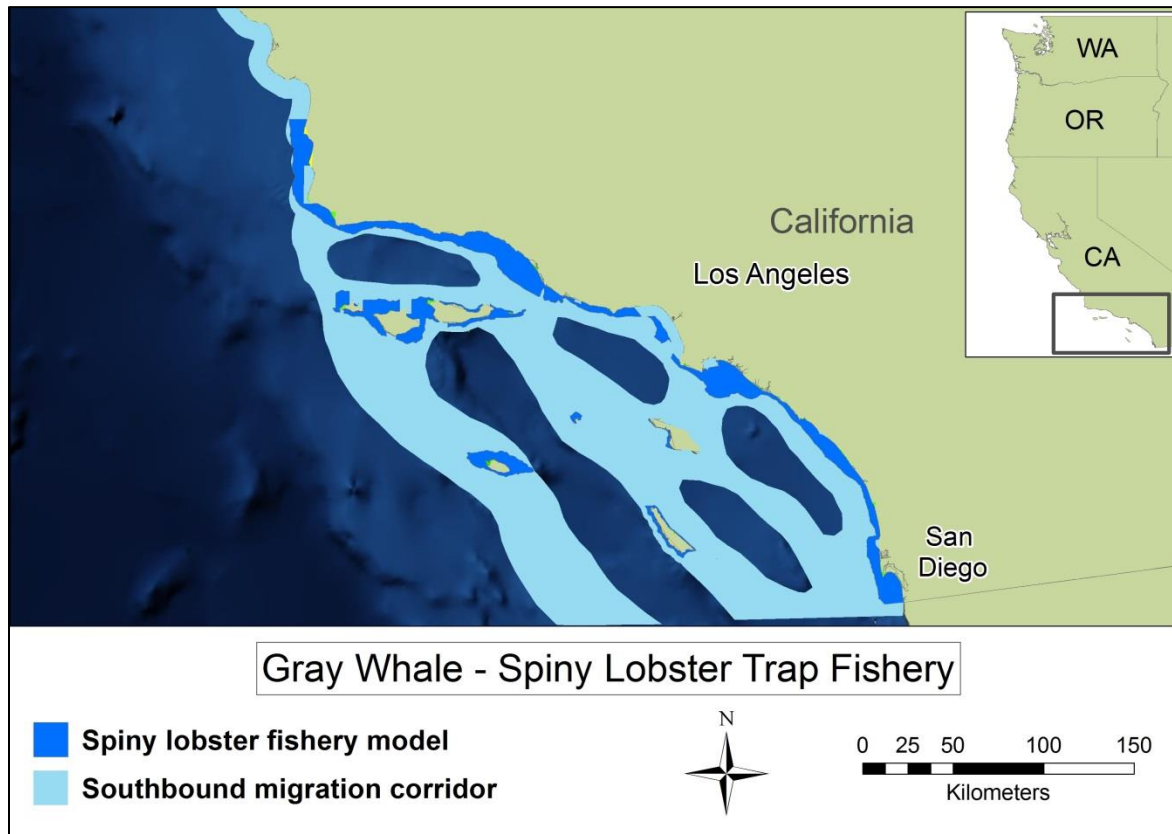 WA
OR
CA
California
Los Angeles
San
Diego
Gray Whale - Spiny Lobster Trap Fishery
Spiny lobster fishery model
Southbound migration corridor
N
0 25 50 100 150
Kilometers